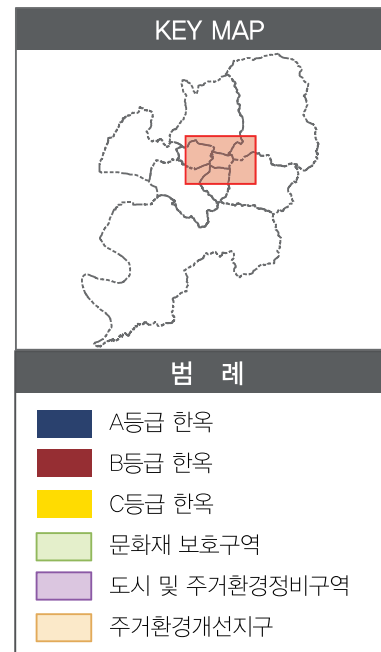 KEY MAP
범 례
A등급 한옥
B등급 한옥
C등급 한옥
문화재 보호구역
도시 및 주거환경정비구역
주거환경개선지구